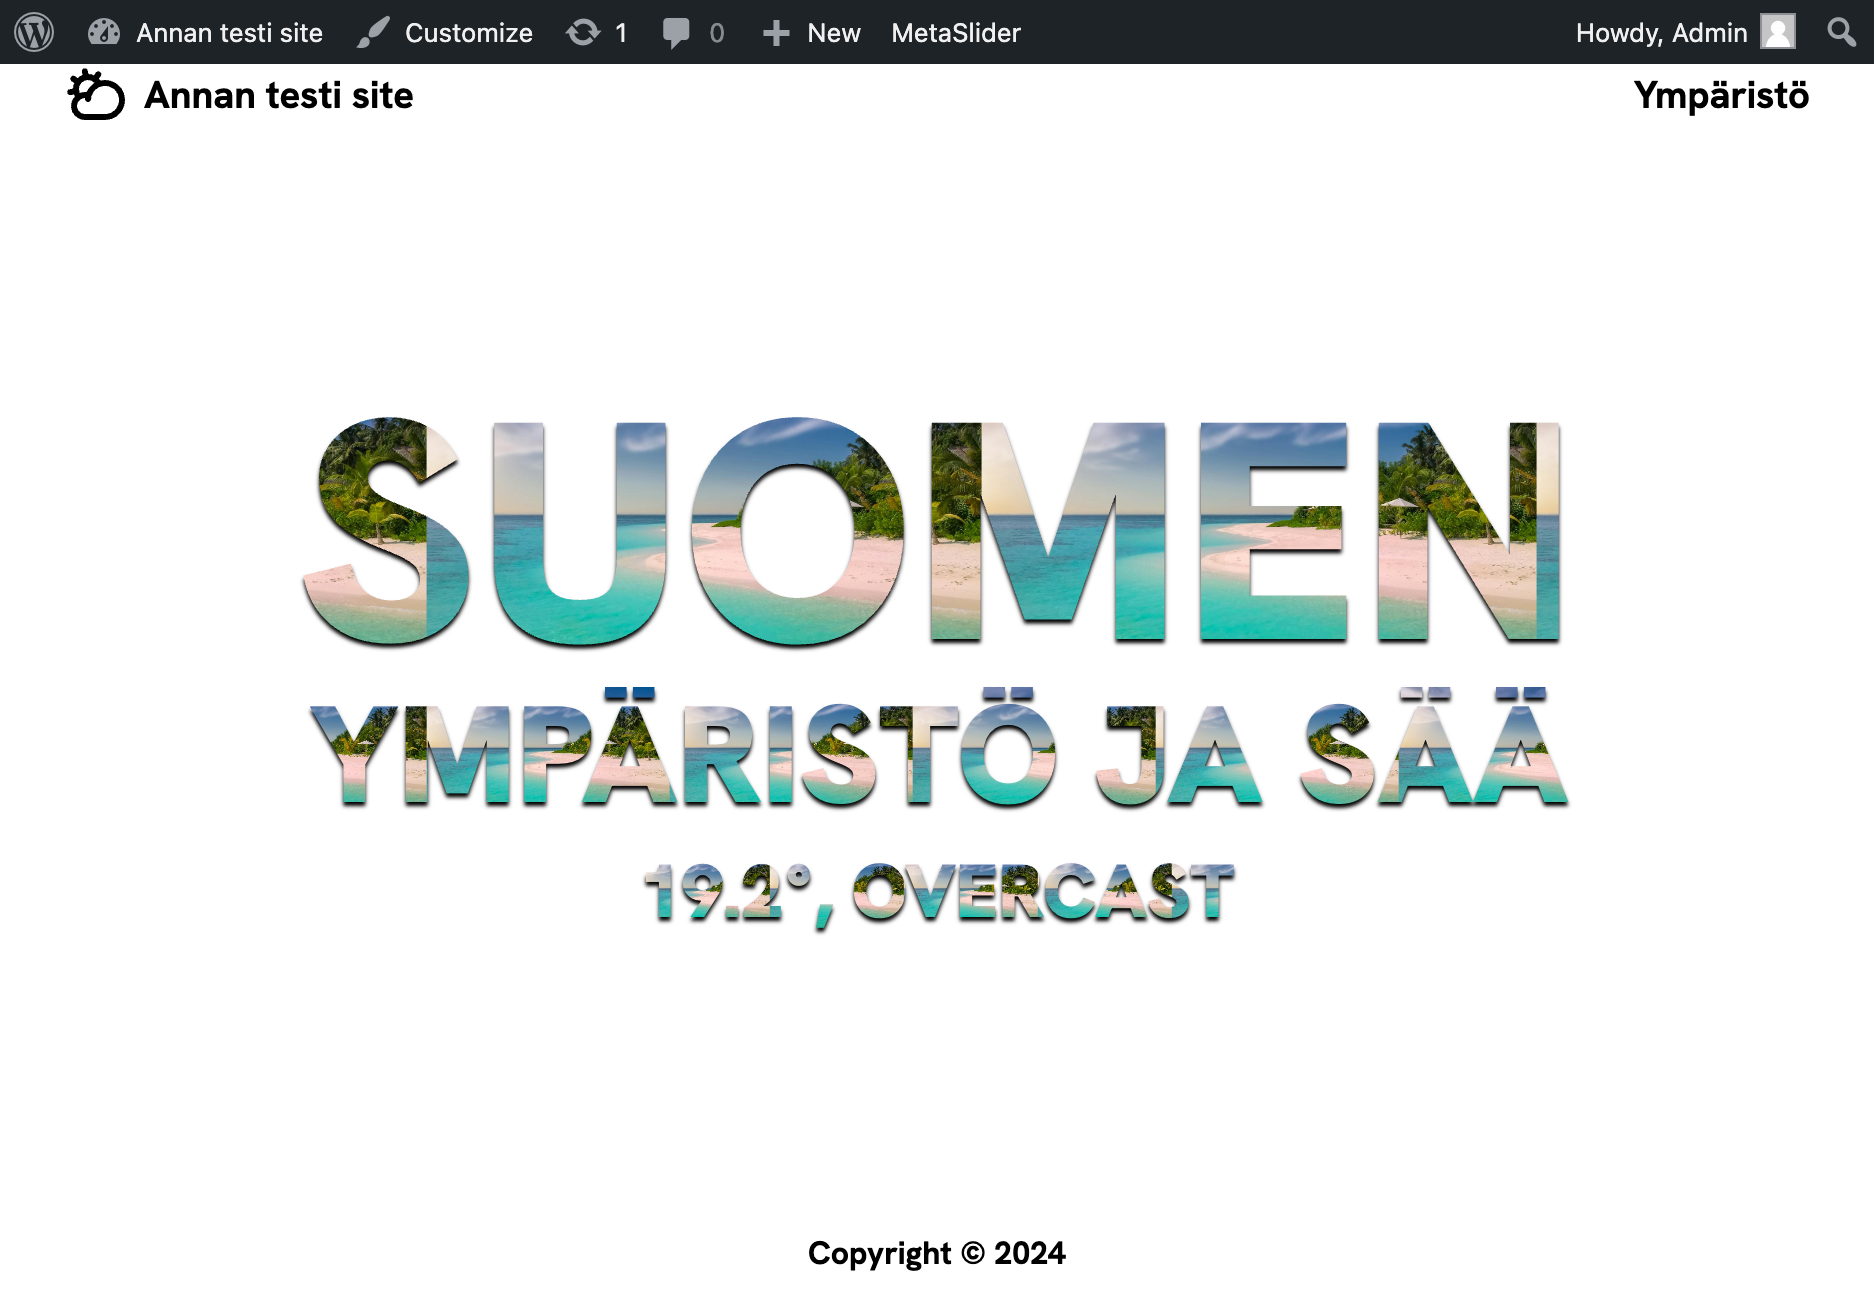 Annan testi site Customize 1 0 New MetaSlider Howdy, Admin
Annan testi site Ympäristö
SUOMEN
YMPÄRISTÖ JA SÄÄ
19.2°, OVERCAST
Copyright © 2024